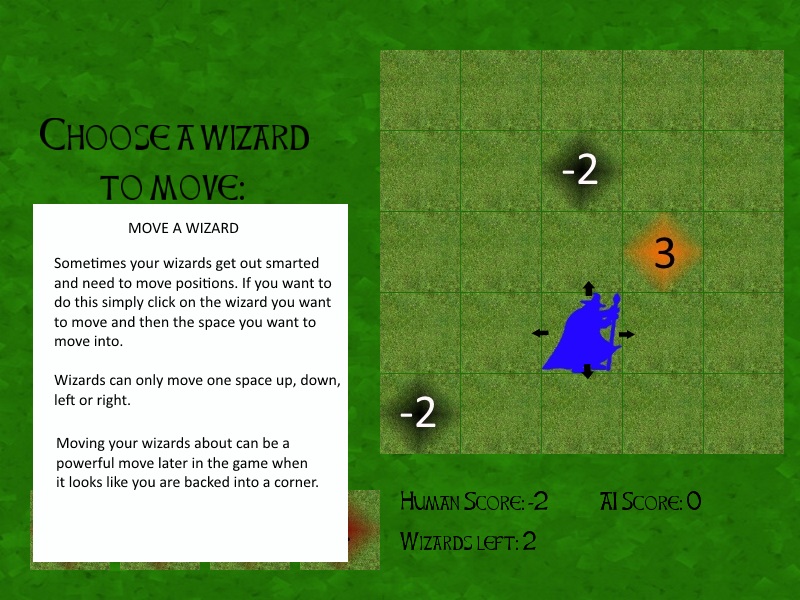 CHOOSE A WIZARD
TO MOVE:
MOVE A WIZARD
Sometimes your wizards get out smarted
and need to move positions. If you want to
do this simply click on the wizard you want
to move and then the space you want to
move into.
Wizards can only move one space up, down,
left or right.
Moving your wizards about can be a
powerful move later in the game when
it looks like you are backed into a corner.
-2
3
-2
HUMAN SCORE: -2 AI SCORE: 0
WIZARDS LEFT: 2